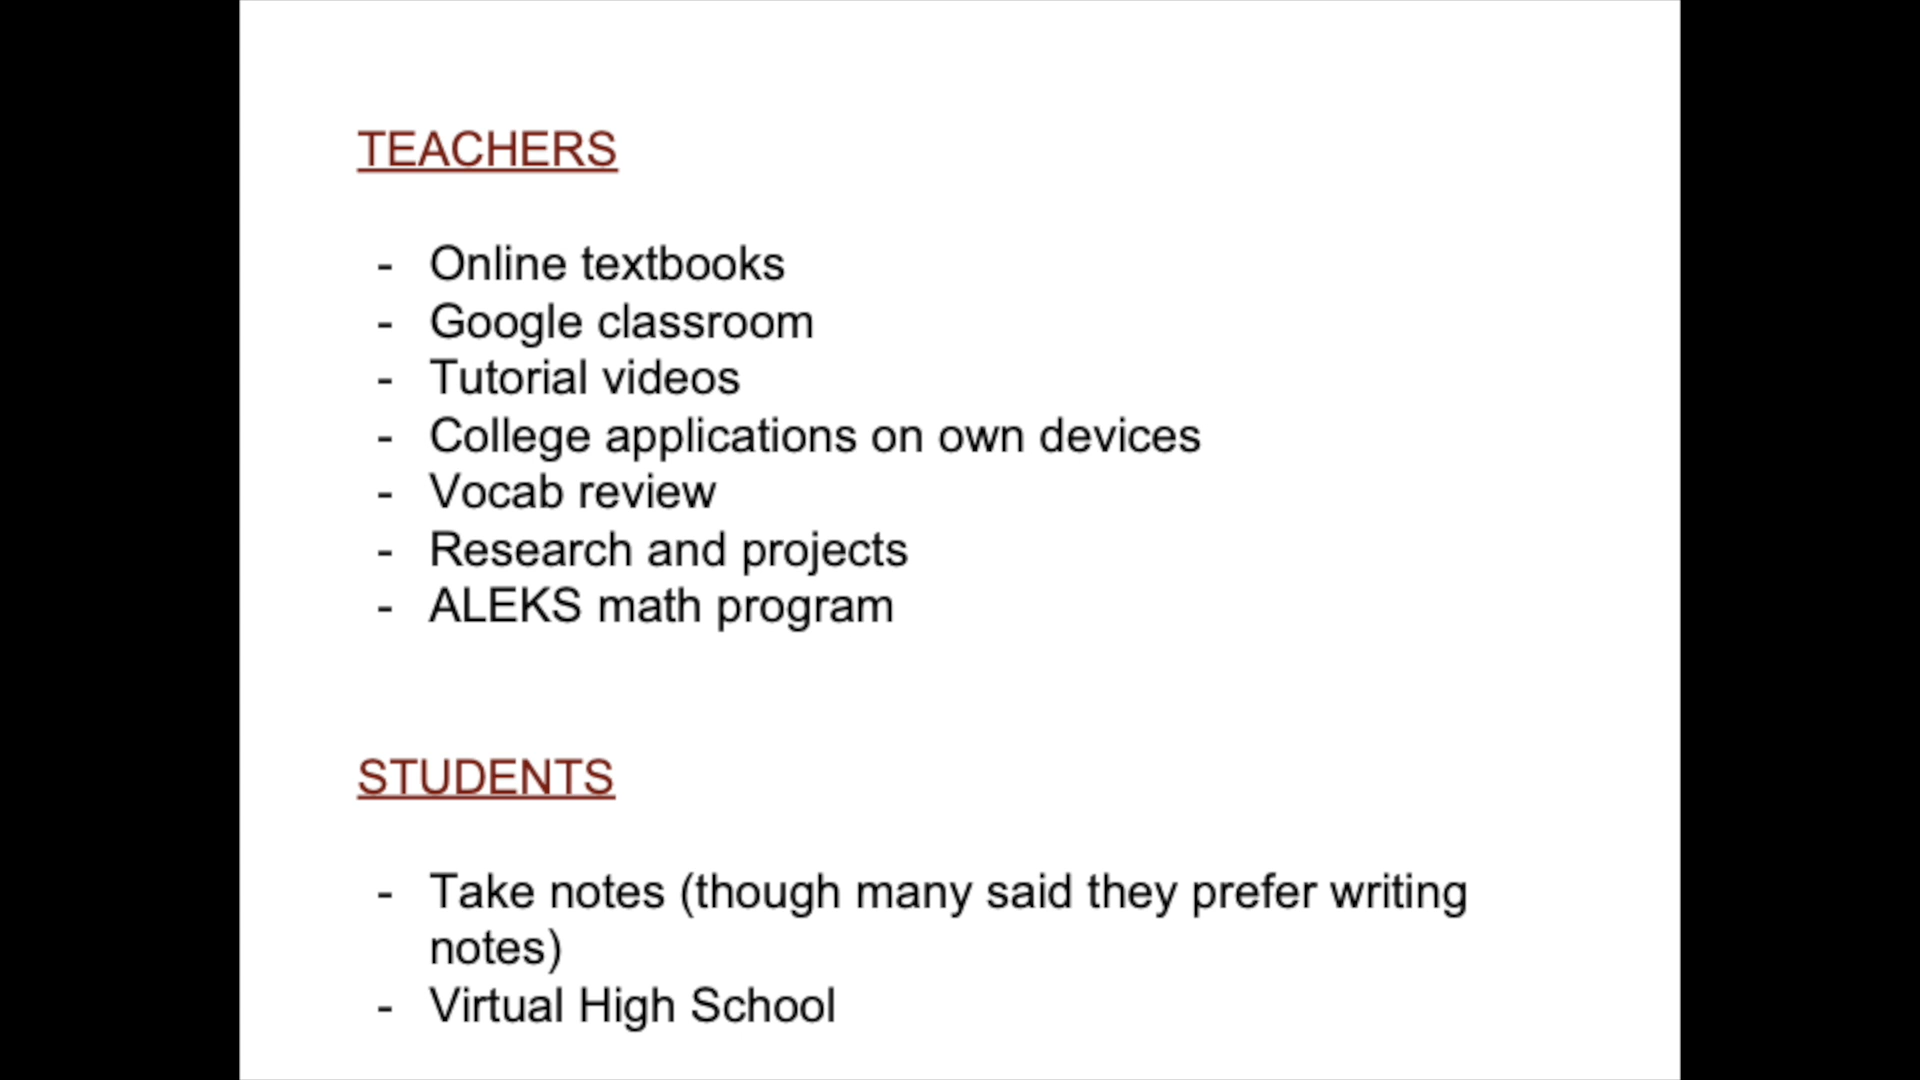 TEACHERS
- Online textbooks
- Google classroom
- Tutorial videos
- College applications on own devices
- Vocab review
- Research and projects
- ALEKS math program
STUDENTS
- Take notes (though many said they prefer writing
notes)
- Virtual High School